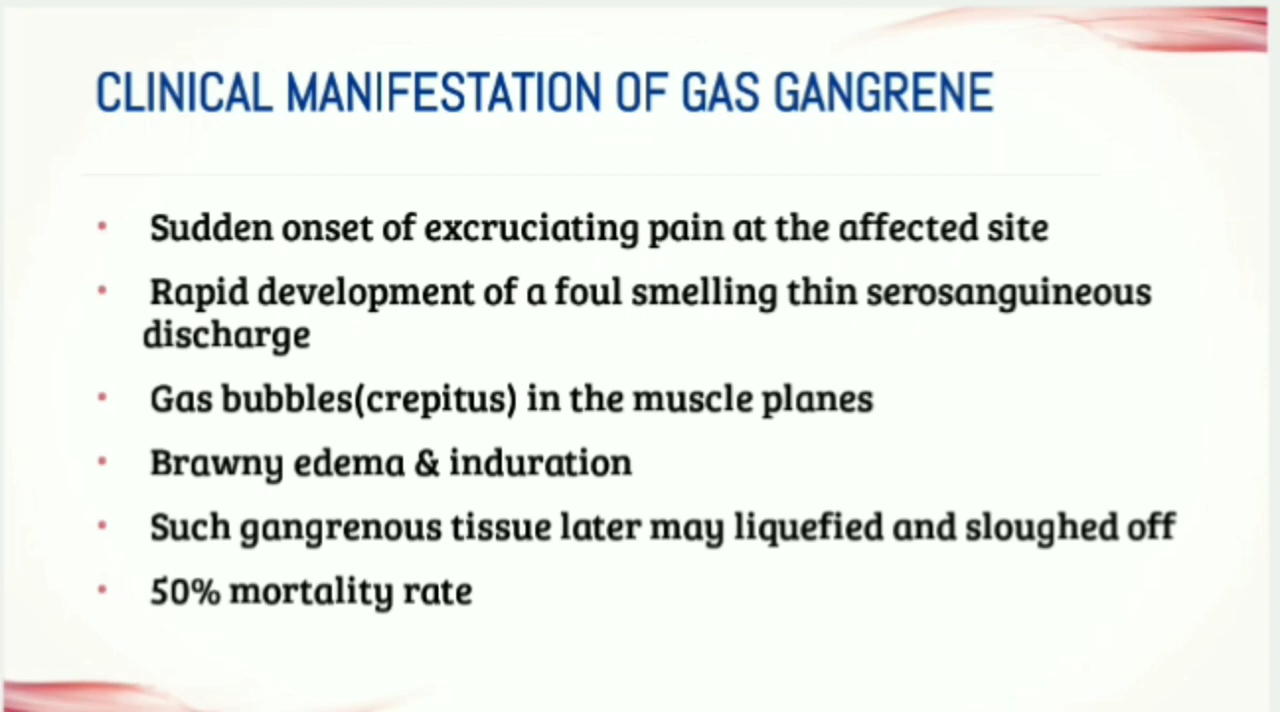 CLINICAL MANIFESTATION OF GAS GANGRENE
• Sudden onset of excruciating pain at the affected site
• Rapid development of a foul smelling thin serosanguineous
discharge
• Gas bubbles(crepitus) in the muscle planes
• Brawny edema & induration
• Such gangrenous tissue later may liquefied and sloughed off
• 50% mortality rate